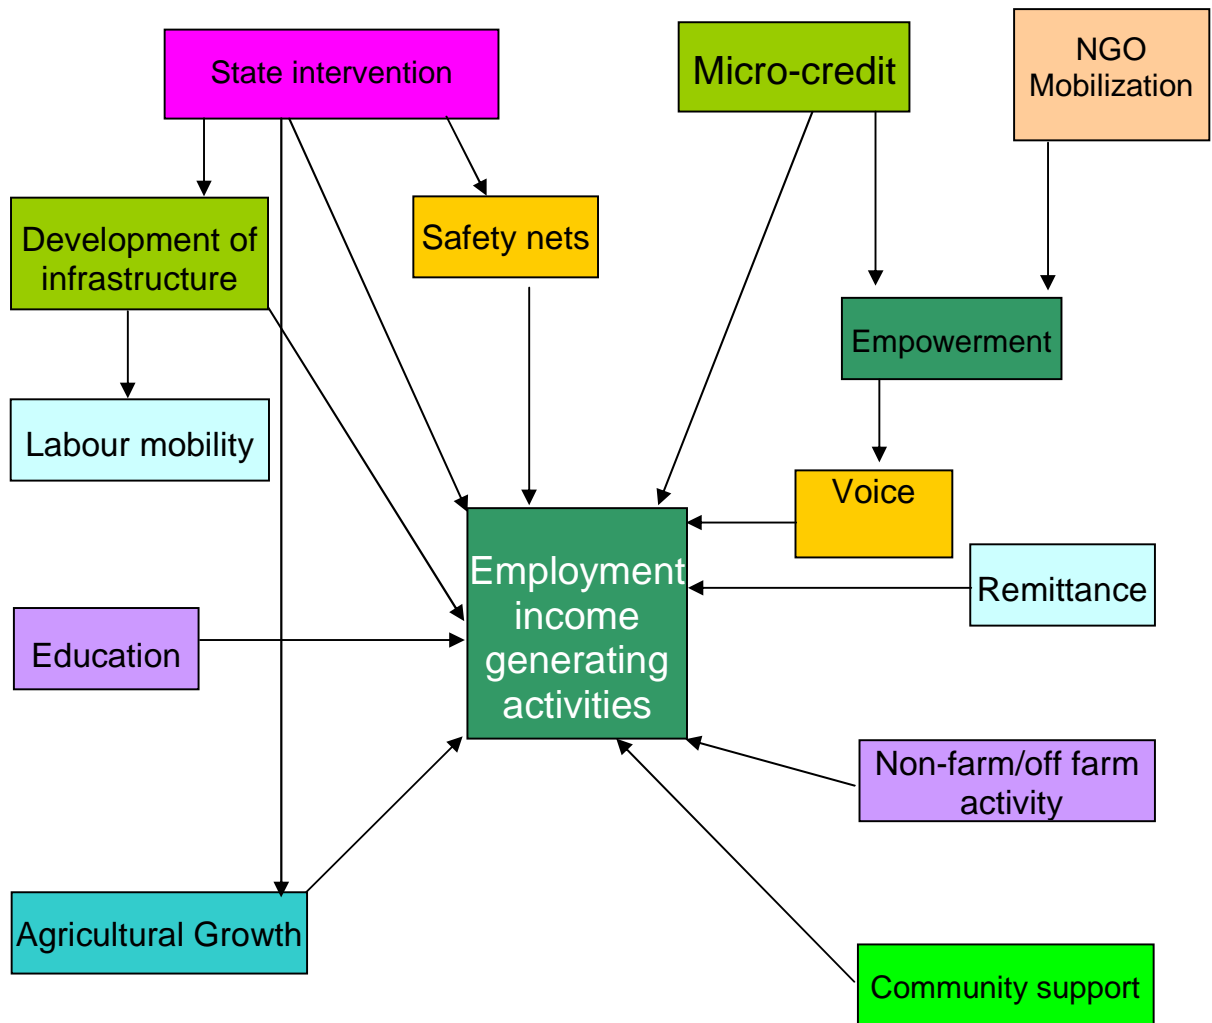 State intervention
Micro-credit
NGO
Mobilization
Development of
infrastructure
Safety nets
Empowerment
Labour mobility
Voice
Employment
income
generating
activities
Remittance
Education
Non-farm/off farm
activity
Agricultural Growth
Community support